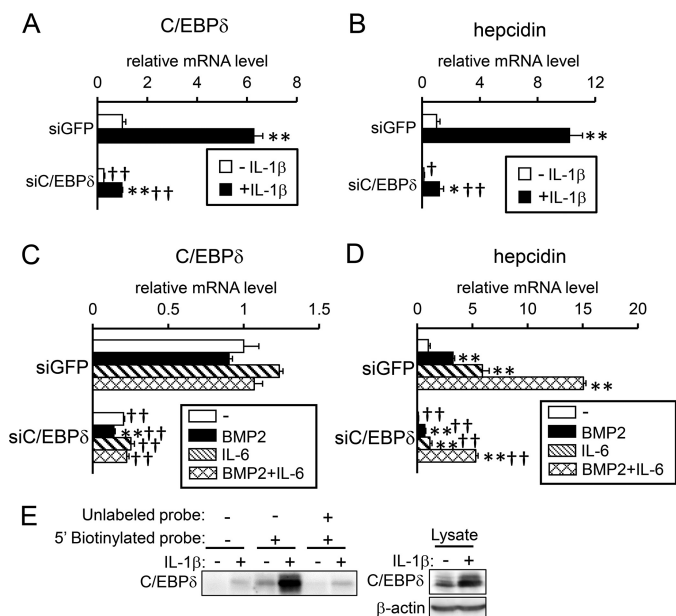 A
C/EBPδ
relative mRNA level
0 2 4 6 8
siGFP
**
siC/EBPδ
††
**††
- IL-1β
+IL-1β
B
hepcidin
relative mRNA level
0 4 8 12
siGFP
**
siC/EBPδ
†
*††
- IL-1β
+IL-1β
C
C/EBPδ
relative mRNA level
0 0.5 1 1.5
siGFP
siC/EBPδ
††
**††
††
††
-
BMP2
IL-6
BMP2+IL-6
D
hepcidin
relative mRNA level
0 5 10 15 20
siGFP
**
**
**
siC/EBPδ
††
**††
**††
**††
-
BMP2
IL-6
BMP2+IL-6
E
Unlabeled probe: - - +
5' Biotinylated probe: - + +
IL-1β: - + - + - +
C/EBPδ
Lysate
IL-1β: - +
C/EBPδ
β-actin